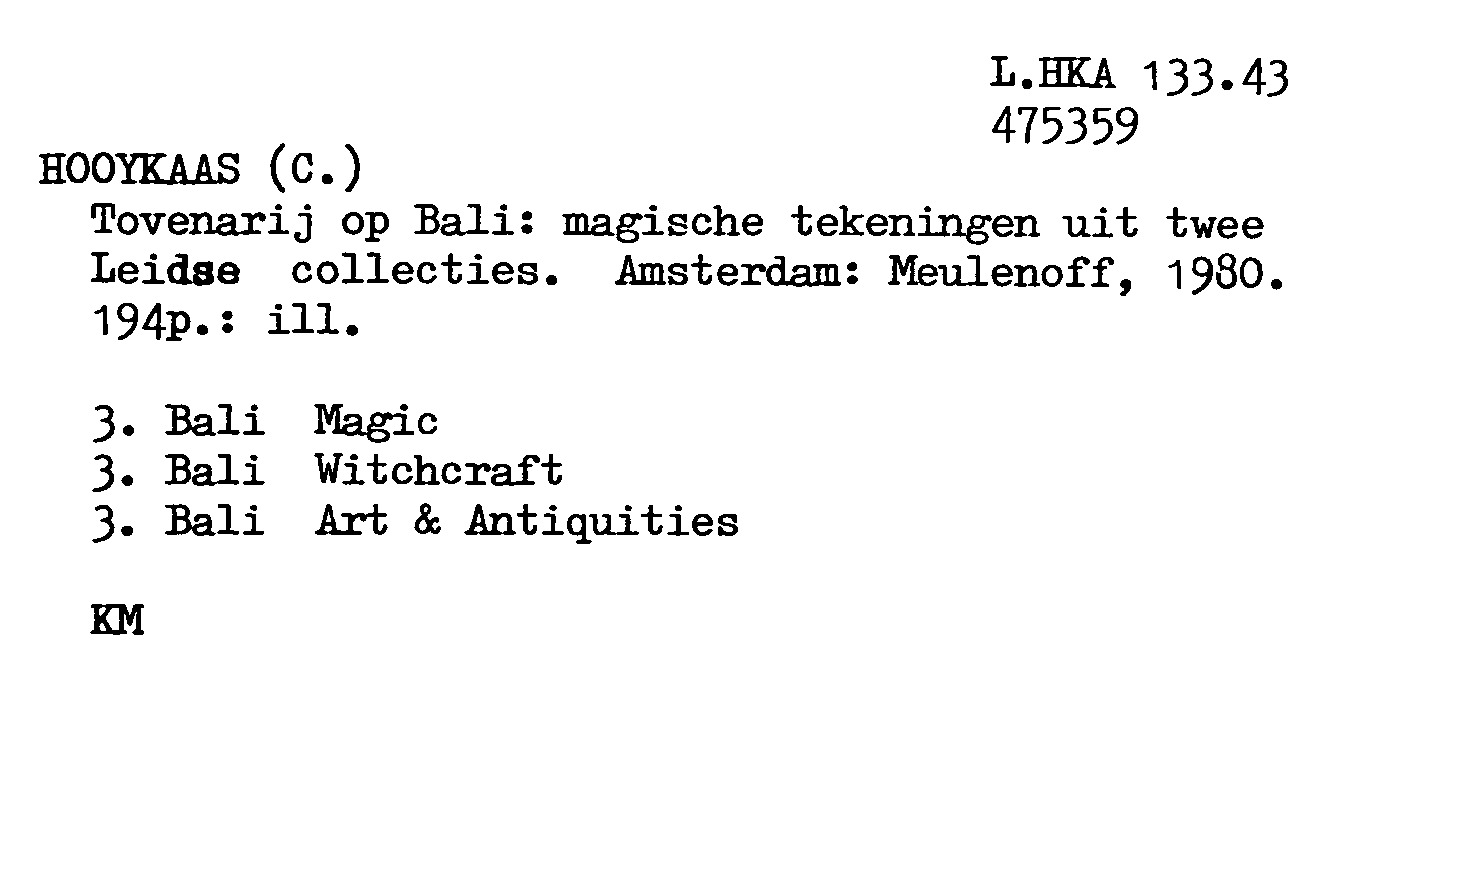 L.HKA 133.43
475359
HOOYKAAS (C.)
Tovenarij op Bali: magische tekeningen uit twee
Leidse collecties. Amsterdam: Meulenoff, 1980.
194p.: ill.
3. Bali Magic
3. Bali Witchcraft
3. Bali Art & Antiquities
KM